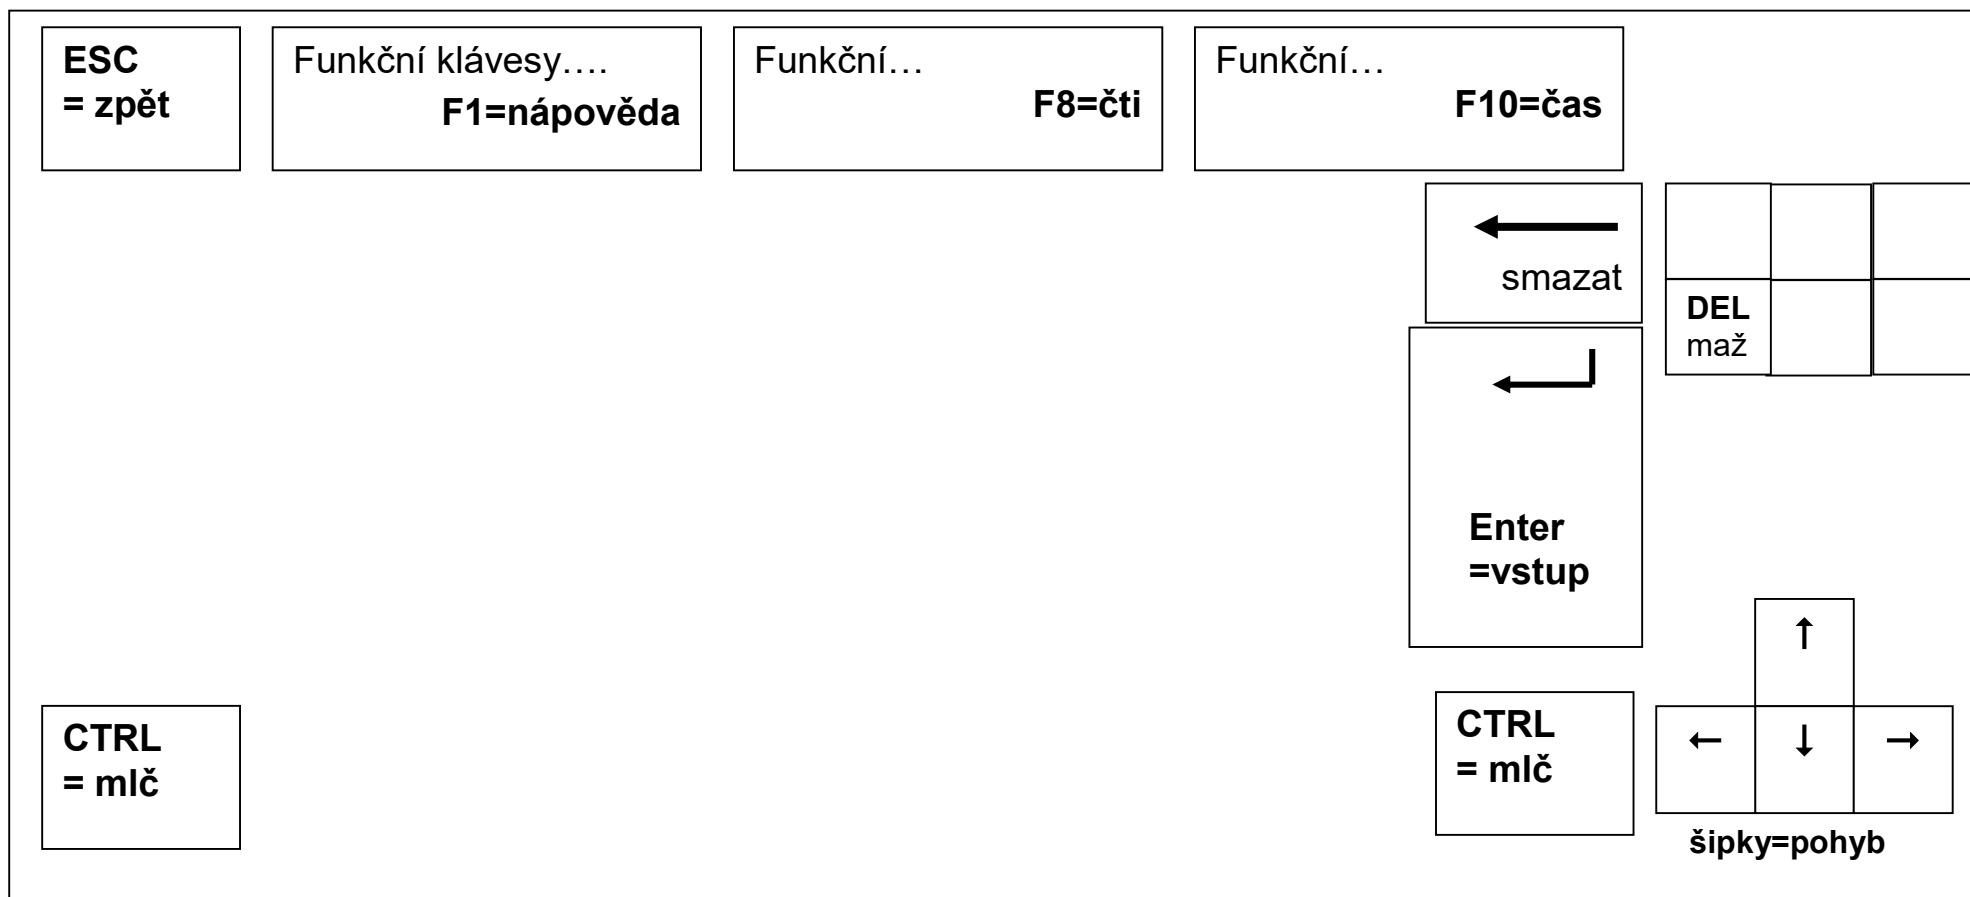 ESC
= zpět
Funkční klávesy….
F1=nápověda
Funkční…
F8=čti
Funkční…
F10=čas
smazat
DEL
maž
Enter
=vstup
↑
CTRL
= mlč
CTRL
= mlč
← ↓ →
šipky=pohyb